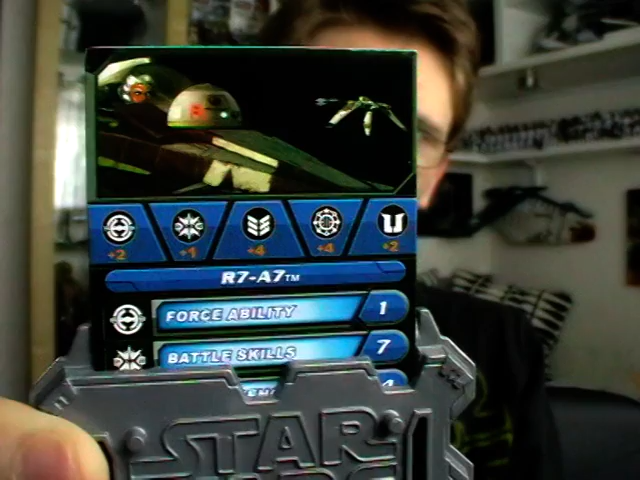 +2 +1 +4 +4 +2
R7-A7™
FORCE ABILITY 1
BATTLE SKILLS 7
STAR